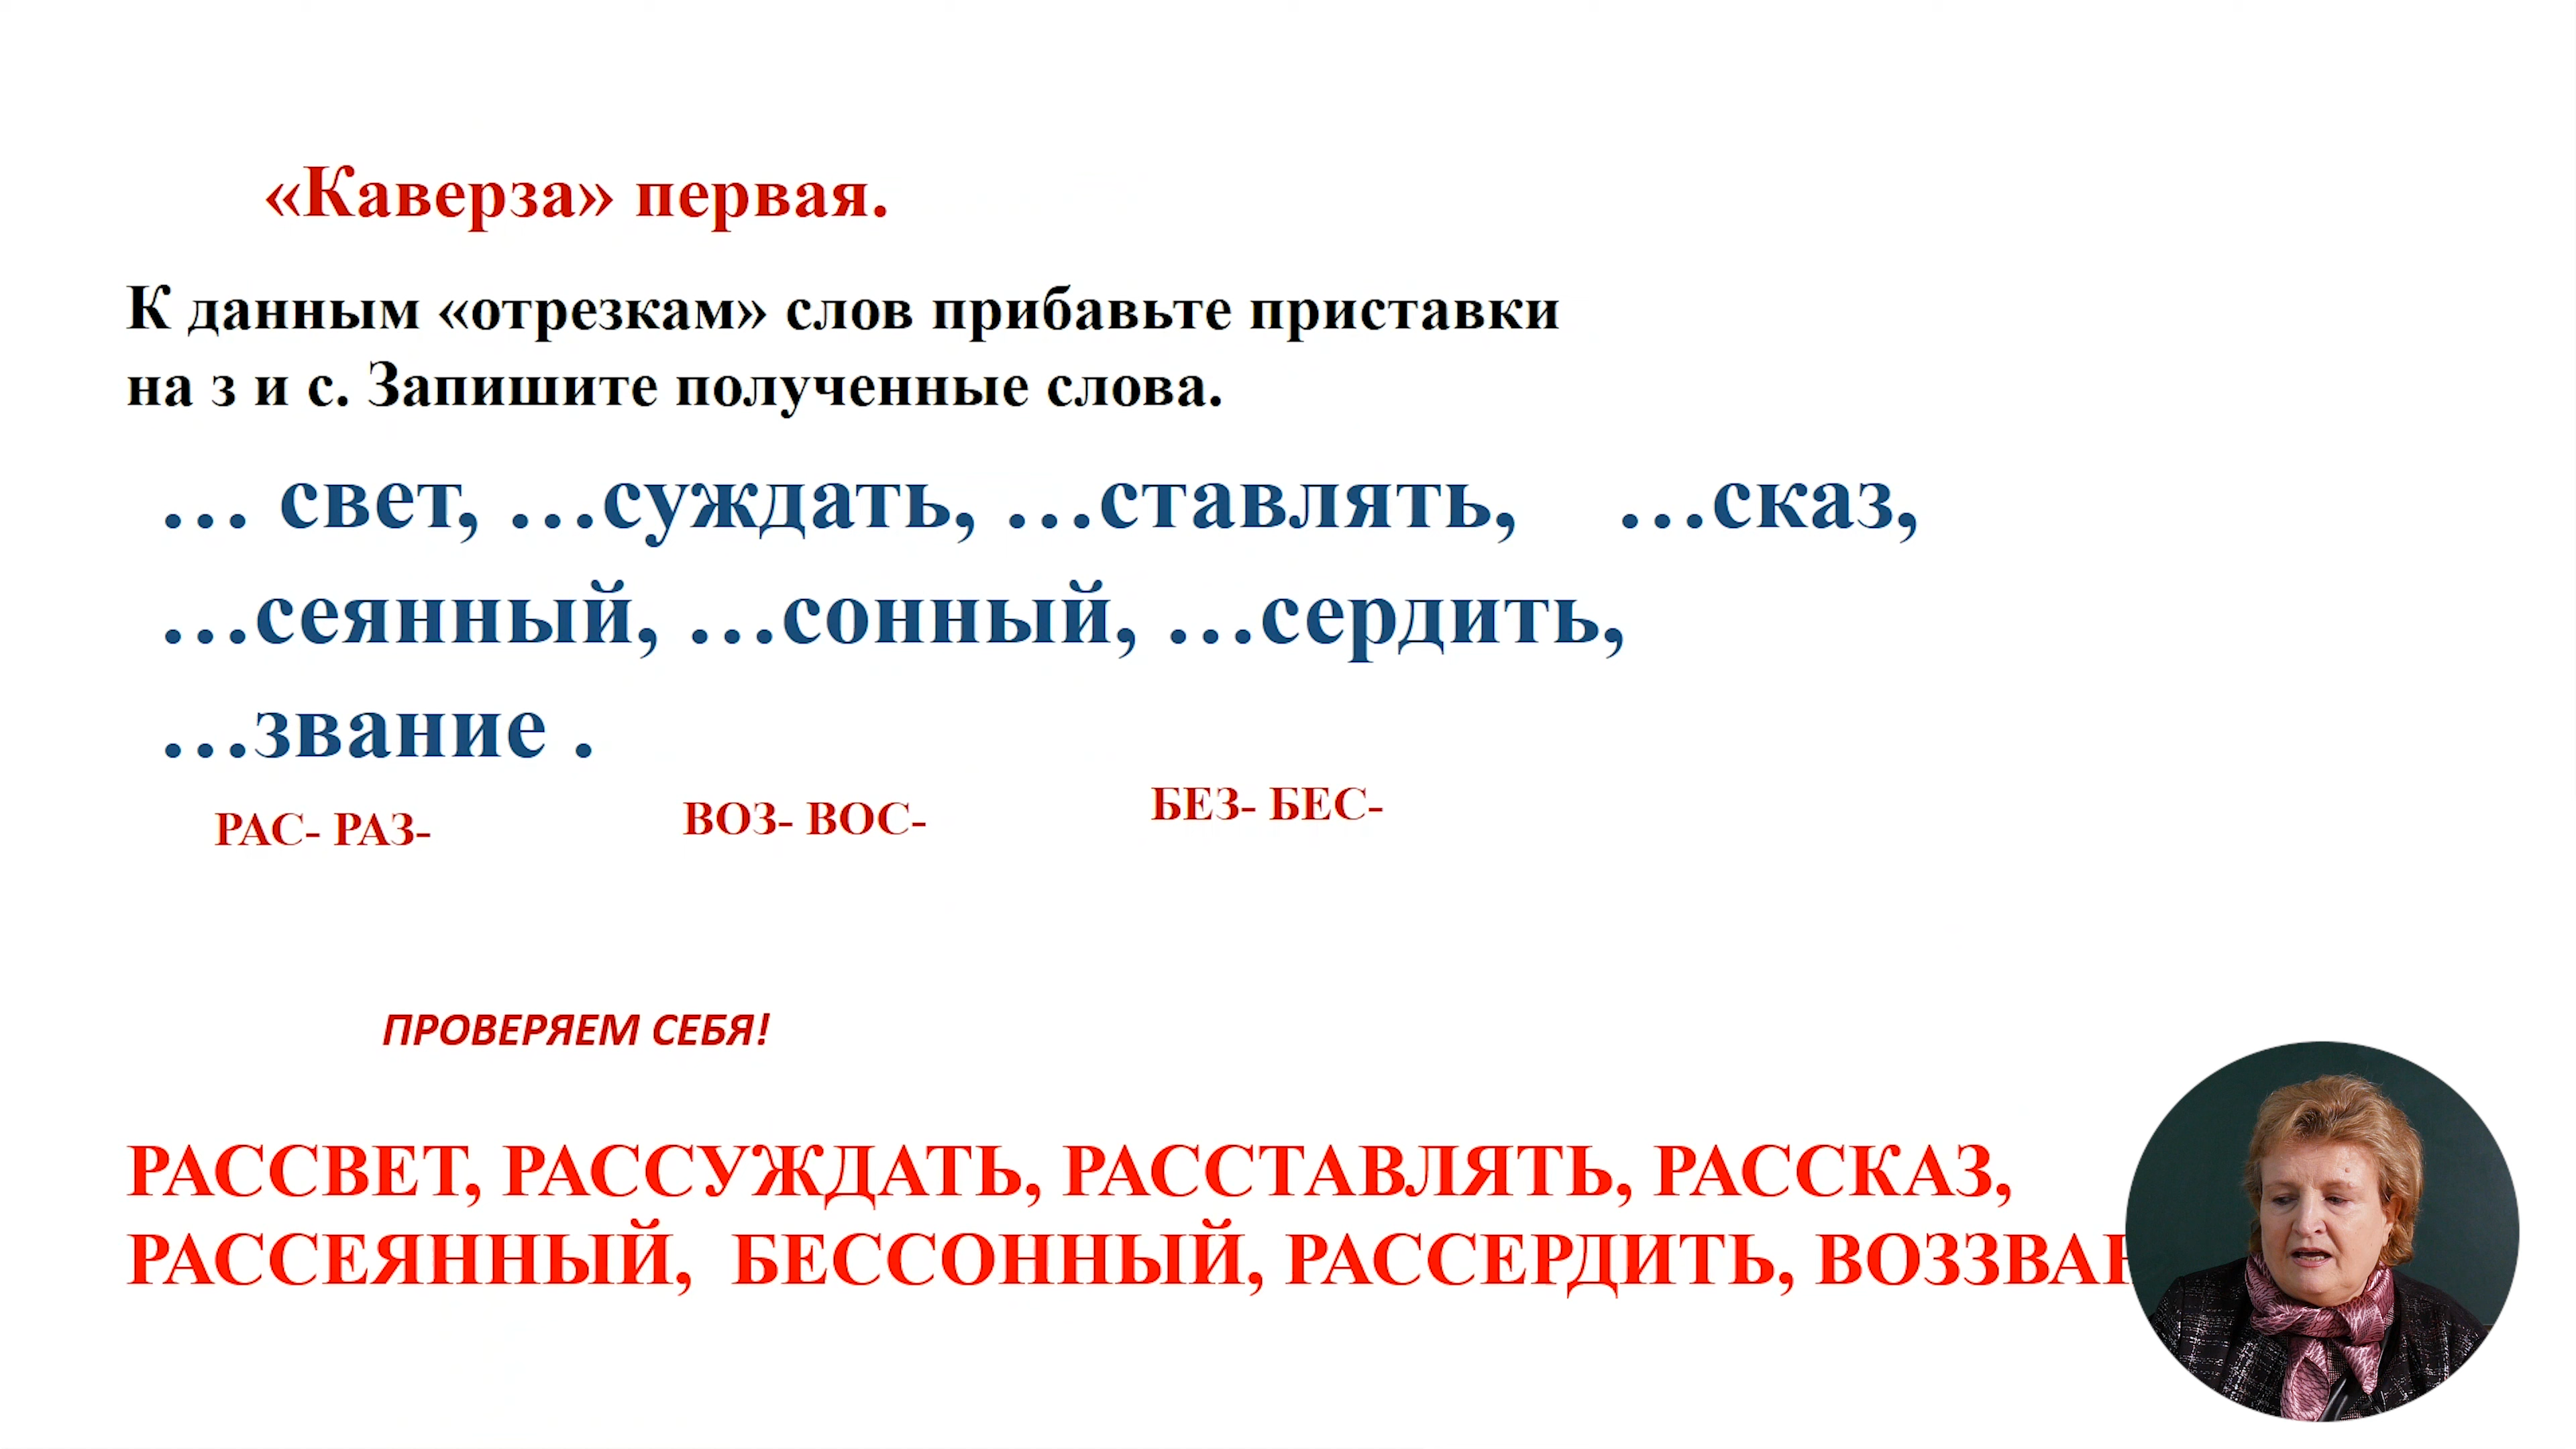 «Каверза» первая.
К данным «отрезкам» слов прибавьте приставки
на з и с. Запишите полученные слова.
… свет, …суждать, …ставлять, …сказ,
…сеянный, …сонный, …сердить,
…звание .
РАС- РАЗ- ВОЗ- ВОС- БЕЗ- БЕС-
ПРОВЕРЯЕМ СЕБЯ!
РАССВЕТ, РАССУЖДАТЬ, РАССТАВЛЯТЬ, РАССКАЗ,
РАССЕЯННЫЙ, БЕССОННЫЙ, РАССЕРДИТЬ,